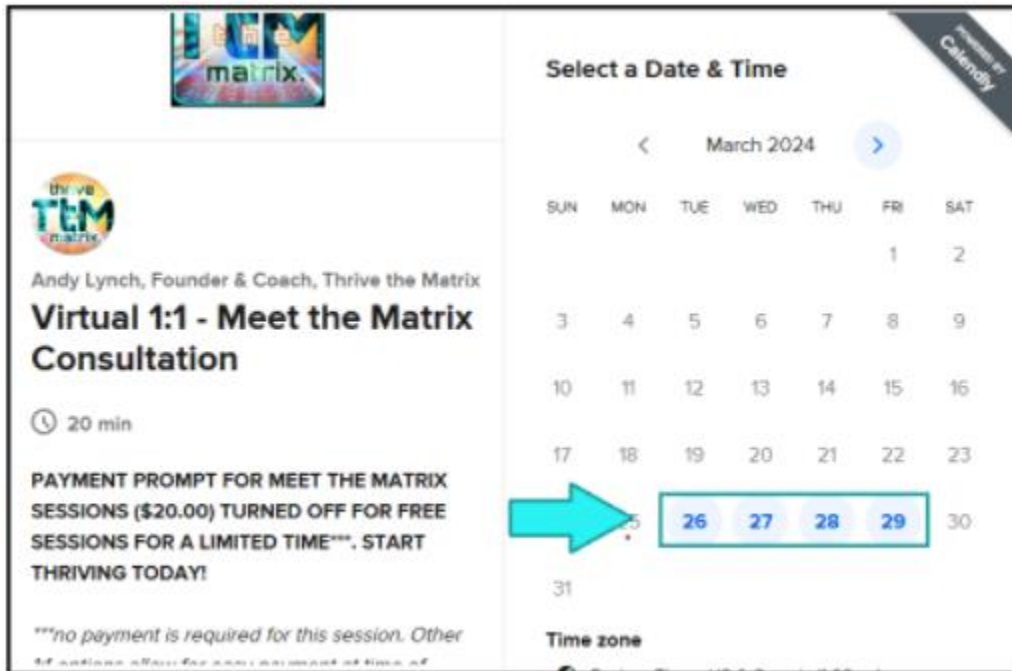 the
matrix.
thrive
TtM
matrix.
Andy Lynch, Founder & Coach, Thrive the Matrix
Virtual 1:1 - Meet the Matrix
Consultation
20 min
PAYMENT PROMPT FOR MEET THE MATRIX
SESSIONS ($20.00) TURNED OFF FOR FREE
SESSIONS FOR A LIMITED TIME***. START
THRIVING TODAY!
***no payment is required for this session. Other
POWERED BY
Calendly
Select a Date & Time
< March 2024 >
SUN MON TUE WED THU FRI SAT
1 2
3 4 5 6 7 8 9
10 11 12 13 14 15 16
17 18 19 20 21 22 23
26 27 28 29 30
31
Time zone